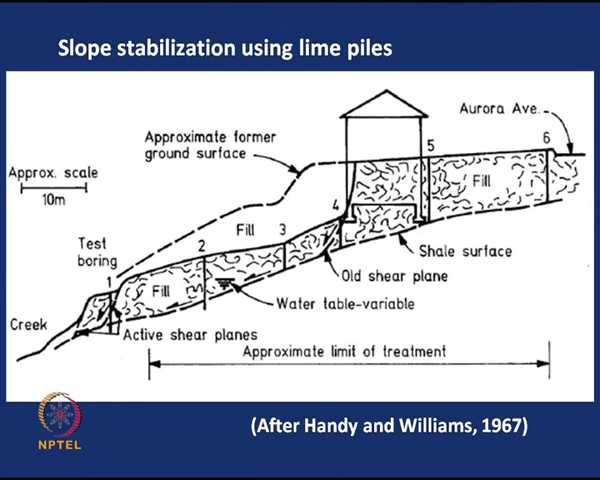 Slope stabilization using lime piles
Aurora Ave.
Approximate former
ground surface
5
6
Approx. scale
10m
Fill
4
Fill
3
Test
boring
2
Shale surface
1
Old shear plane
Fill
Water table-variable
Creek
Active shear planes
Approximate limit of treatment
(After Handy and Williams, 1967)
NPTEL